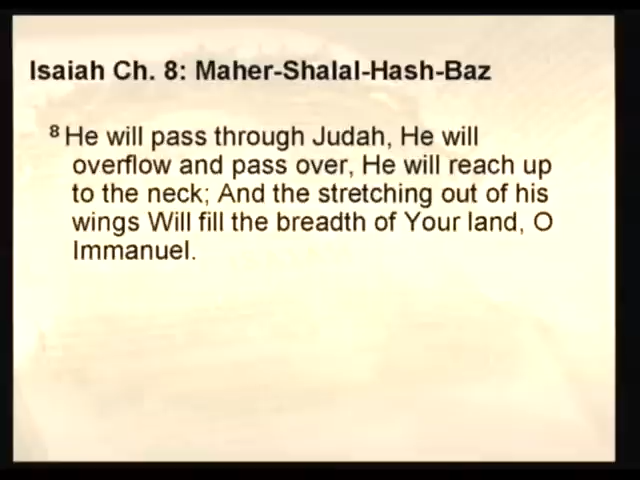 Isaiah Ch. 8: Maher-Shalal-Hash-Baz
8 He will pass through Judah, He will
overflow and pass over, He will reach up
to the neck; And the stretching out of his
wings Will fill the breadth of Your land, O
Immanuel.